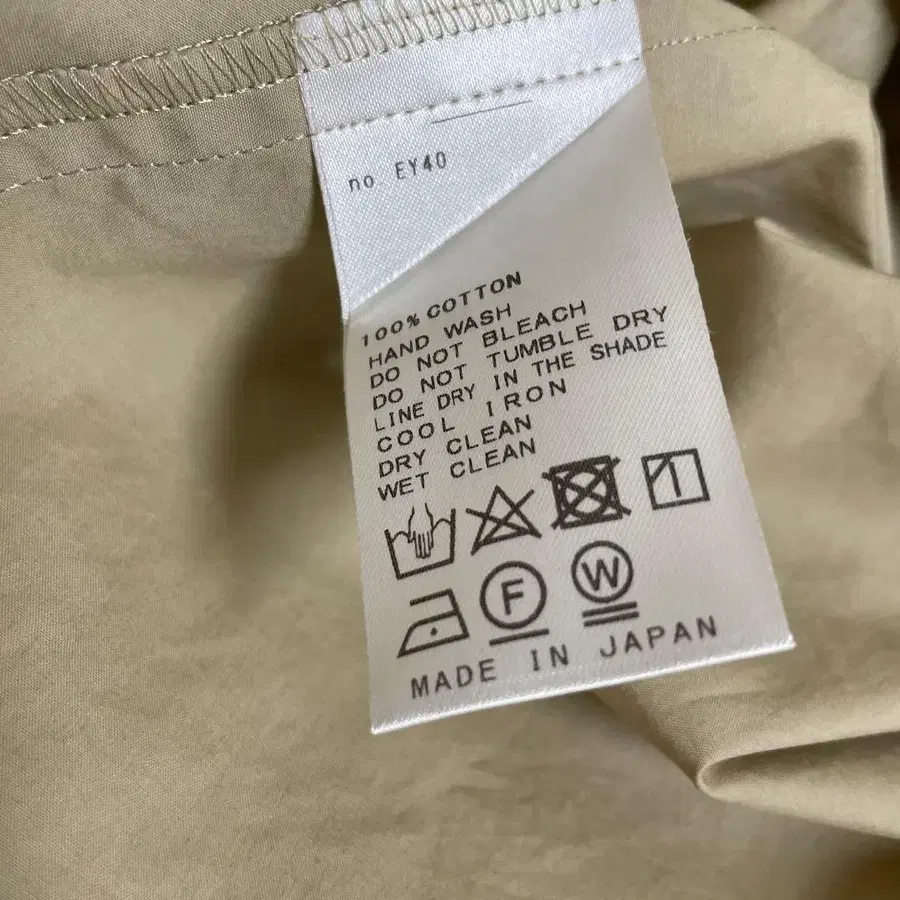 no. EY40
100% COTTON
HAND WASH
DO NOT BLEACH
DO NOT TUMBLE DRY
LINE DRY IN THE SHADE
COOL IRON
DRY CLEAN
WET CLEAN
F W
MADE IN JAPAN